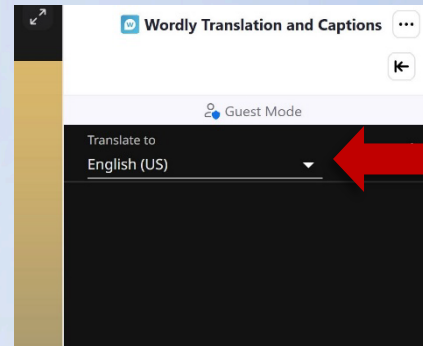 Wordly Translation and Captions
Guest Mode
Translate to
English (US)